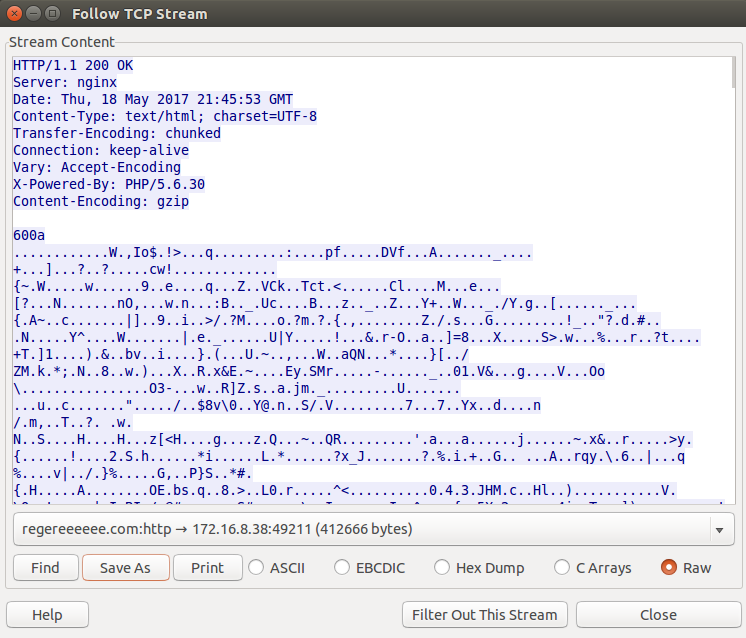 Follow TCP Stream
Stream Content
HTTP/1.1 200 OK
Server: nginx
Date: Thu, 18 May 2017 21:45:53 GMT
Content-Type: text/html; charset=UTF-8
Transfer-Encoding: chunked
Connection: keep-alive
Vary: Accept-Encoding
X-Powered-By: PHP/5.6.30
Content-Encoding: gzip
600a
............W.,Io$.!>...q.........:....pf.....DVf...A.......-....
+...]...?..?.....cw!.............
{~.W.....w......9..e....q...Z..VCk..Tct.<......Cl....M...e...
[?...N.......nO,...w.n...:B.._.Uc....B...z.._..Z...Y+..W..._./Y.g..[......_...
{.A~..c.......|]..9..i..>/.?M....o.?m.?.{.,........Z./.s...G.........!_.."?.d.#..
.N.....Y^....W.......|.e._......U|Y.....!...&.r-O..a..]=8...X.....S>.w...%...r..?t....
+T.]1....).&..bv..i....}.(...U.~..,...W..aQN...*....}[../
ZM.k.*;.N..8..w.)...X..R.x&E.~....Ey.SMr.....-......_..01.V&...g....V...Oo
\................O3-...w..R]Z.s..a.jm._.........U.......
...u..c......."...../..$8v\0..Y@.n..S/.V.........7...7..Yx..d....n
/.m,..T..?. .w.
N..S....H....H...z[<H....g....z.Q...~..QR.........'.a...a......j......~.x&..r.....>y.
{......!....2.S.h......*i......L.*......?x_J.......?.%.i.+..G.. ...A..rqy.\.6..|...q
%....v|../.}%.....G,..P}S..*#.
{.H.....A........OE.bs.q..8.>..L0.r.....^<..........0.4.3.JHM.c..Hl..)...........V.
regereeeeee.com:http → 172.16.8.38:49211 (412666 bytes)
Find Save As Print ASCII EBCDIC Hex Dump C Arrays Raw
Help Filter Out This Stream Close